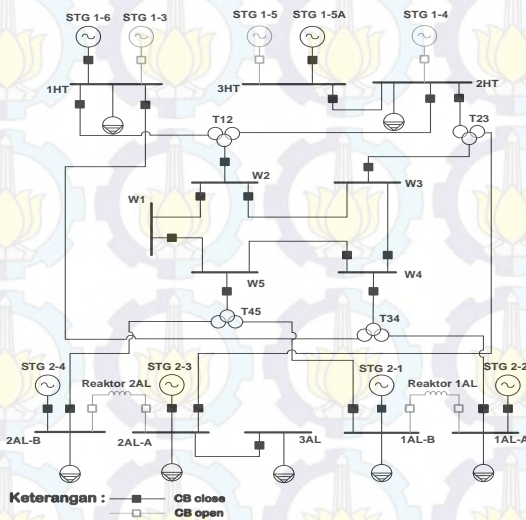 STG 1-6 STG 1-3 STG 1-5 STG 1-5A STG 1-4
1HT 3HT 2HT
T12 T23
W2 W3
W1
W5 W4
T45 T34
STG 2-4 Reaktor 2AL STG 2-3 STG 2-1 Reaktor 1AL STG 2-2
2AL-B 2AL-A 3AL 1AL-B 1AL-A
Keterangan : CB close
CB open